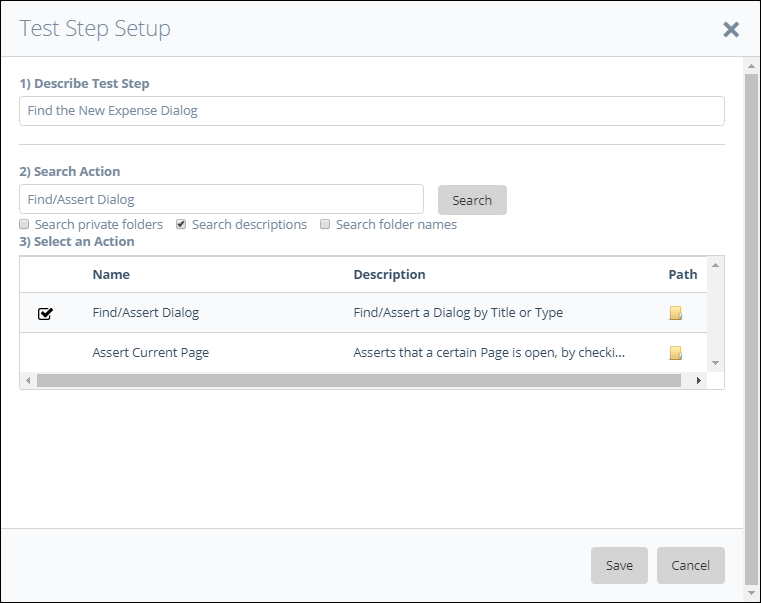 Test Step Setup
1) Describe Test Step
Find the New Expense Dialog
2) Search Action
Find/Assert Dialog Search
Search private folders Search descriptions Search folder names
3) Select an Action
Name Description Path
Find/Assert Dialog Find/Assert a Dialog by Title or Type
Assert Current Page Asserts that a certain Page is open, by checki...
Save Cancel